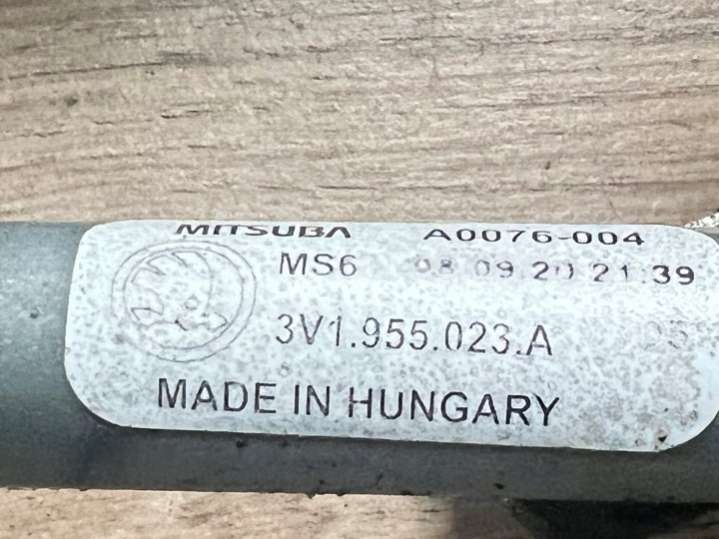 MITSUBA A0076-004
MS6 08 09 20 21:39
3V1.955.023.A
MADE IN HUNGARY